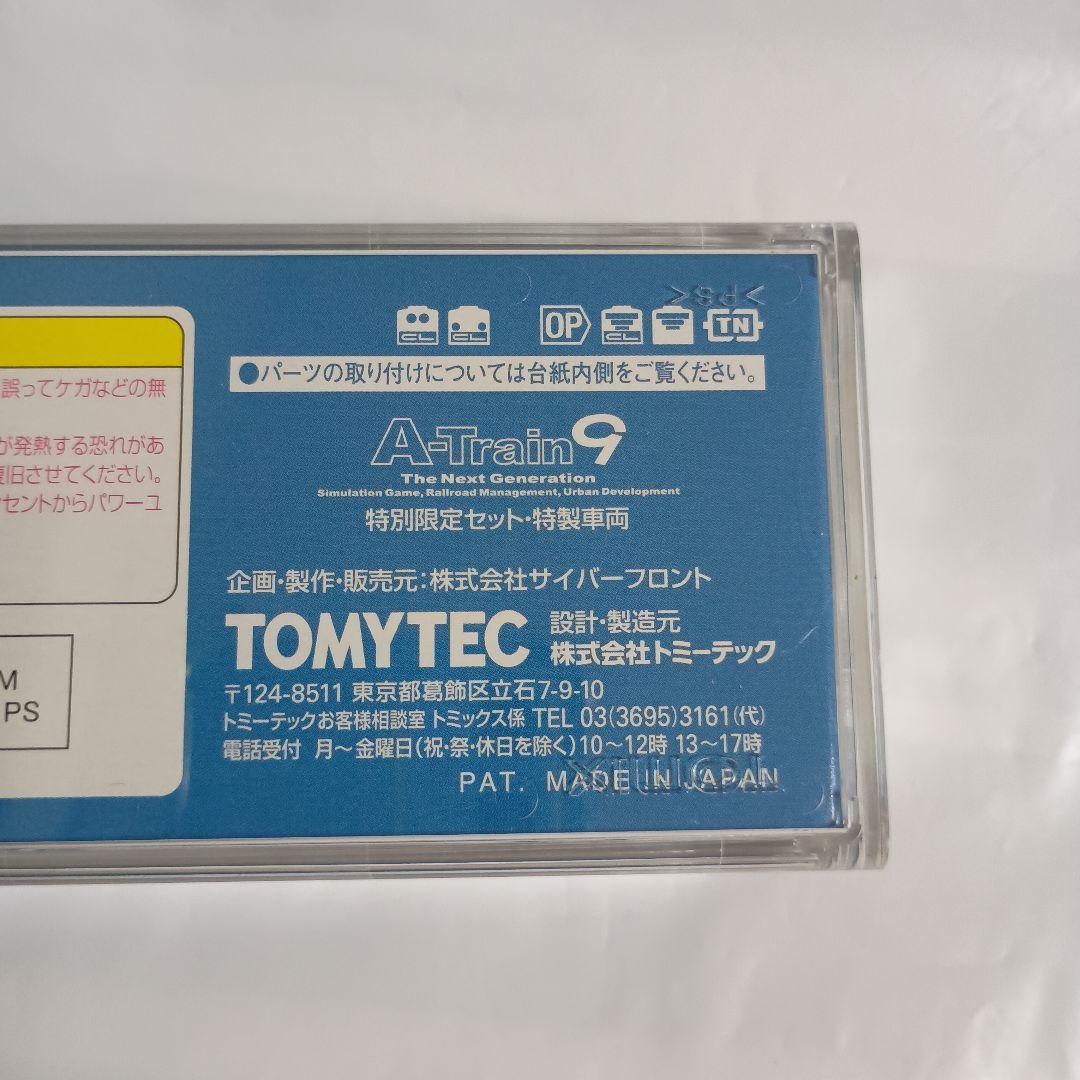 誤ってケガなどの無
が発熱する恐れがあ
復旧させてください。
ンセントからパワーユ
M
PS
CL CL OP CL TN
>PS<
●パーツの取り付けについては台紙内側をご覧ください。
A-Train9
The Next Generation
Simulation Game, Railroad Management, Urban Development
特別限定セット・特製車両
企画・製作・販売元:株式会社サイバーフロント
TOMYTEC 設計・製造元
株式会社トミーテック
〒124-8511 東京都葛飾区立石7-9-10
トミーテックお客様相談室 トミックス係 TEL 03(3695)3161(代)
電話受付 月〜金曜日(祝・祭・休日を除く)10〜12時 13〜17時
TOMIX
PAT. MADE IN JAPAN